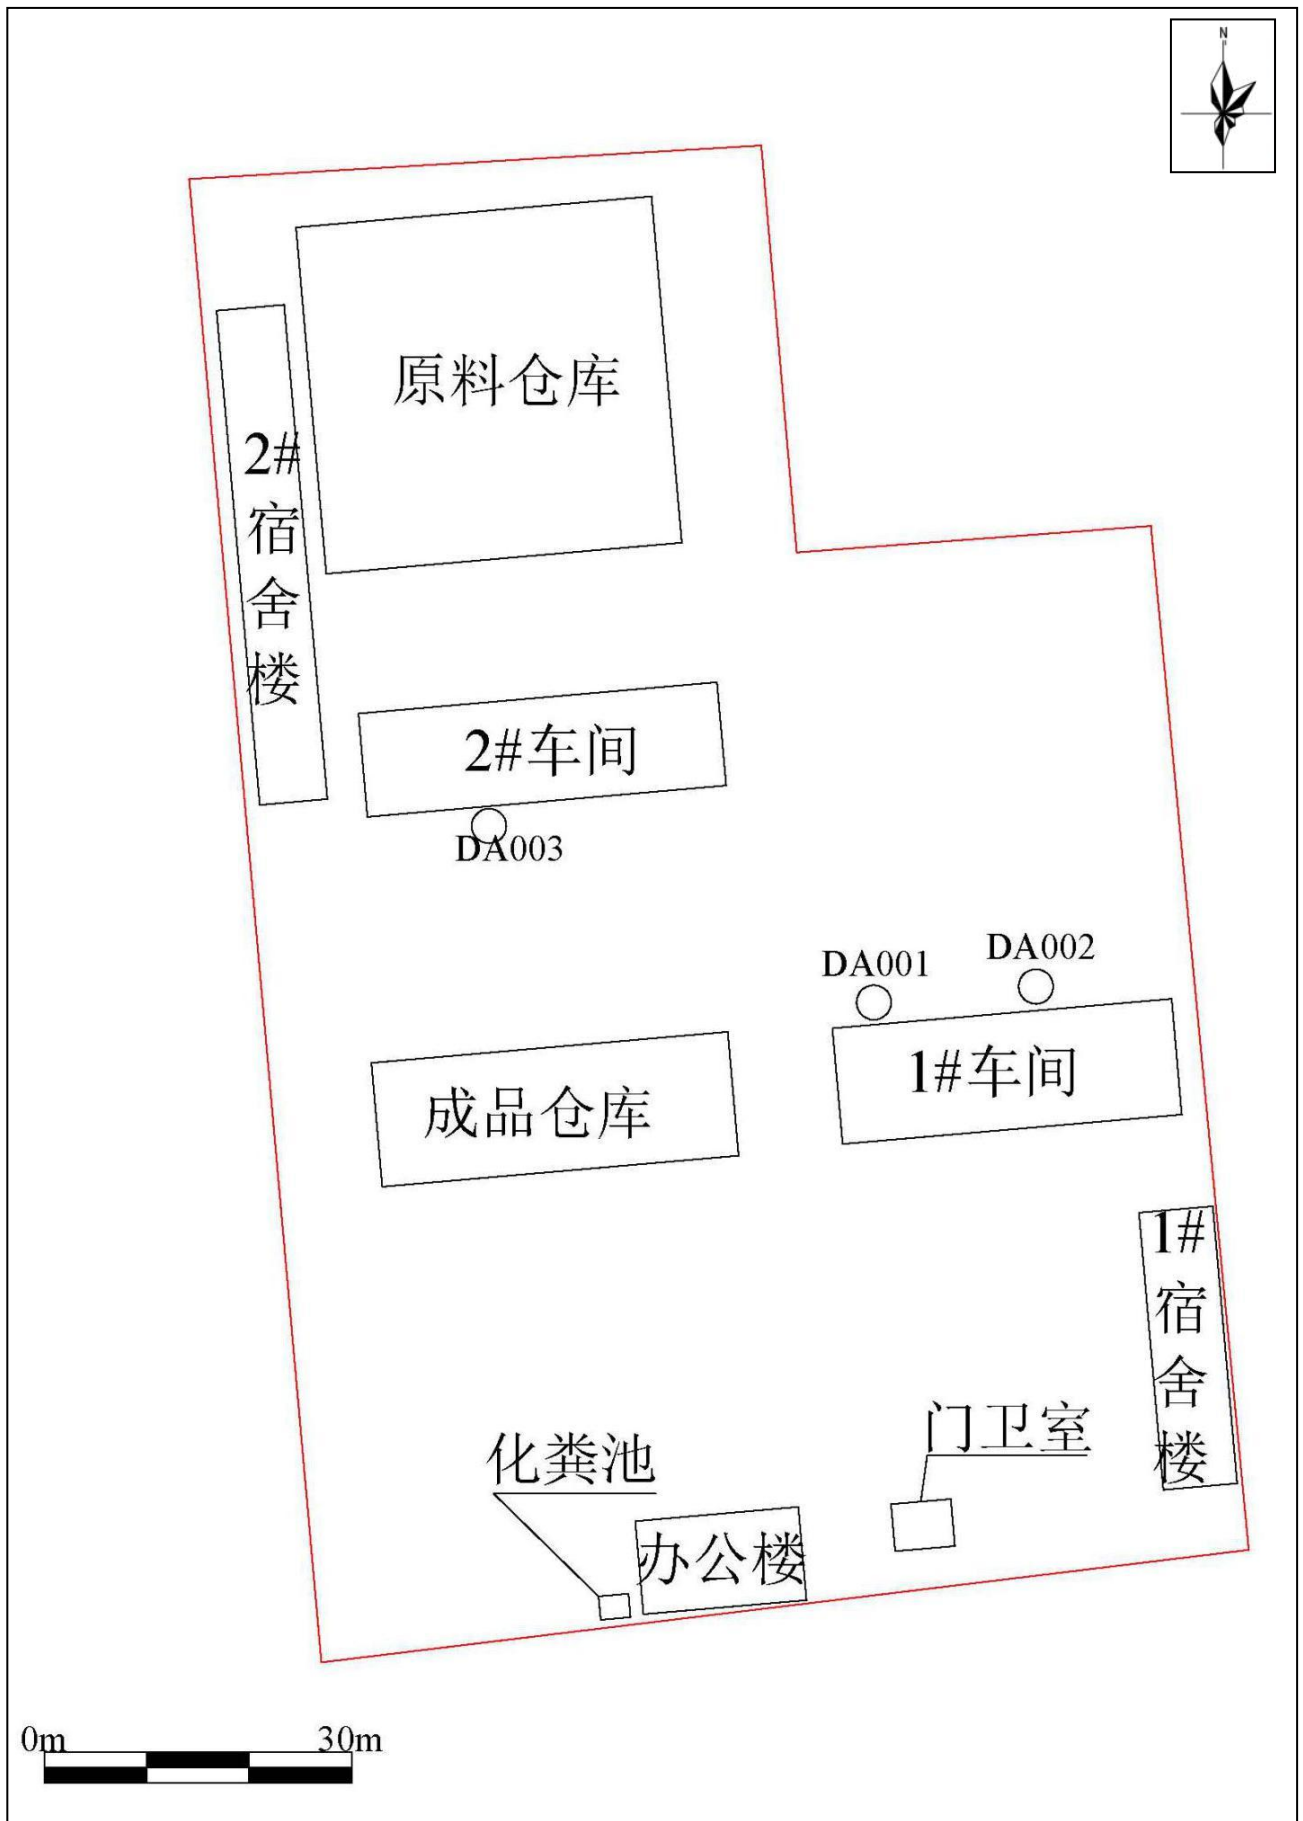 N
原料仓库
2#
宿
舍
楼
2#车间
DA003
DA001
DA002
1#车间
成品仓库
1#
宿
舍
楼
门卫室
化粪池
办公楼
0m
30m